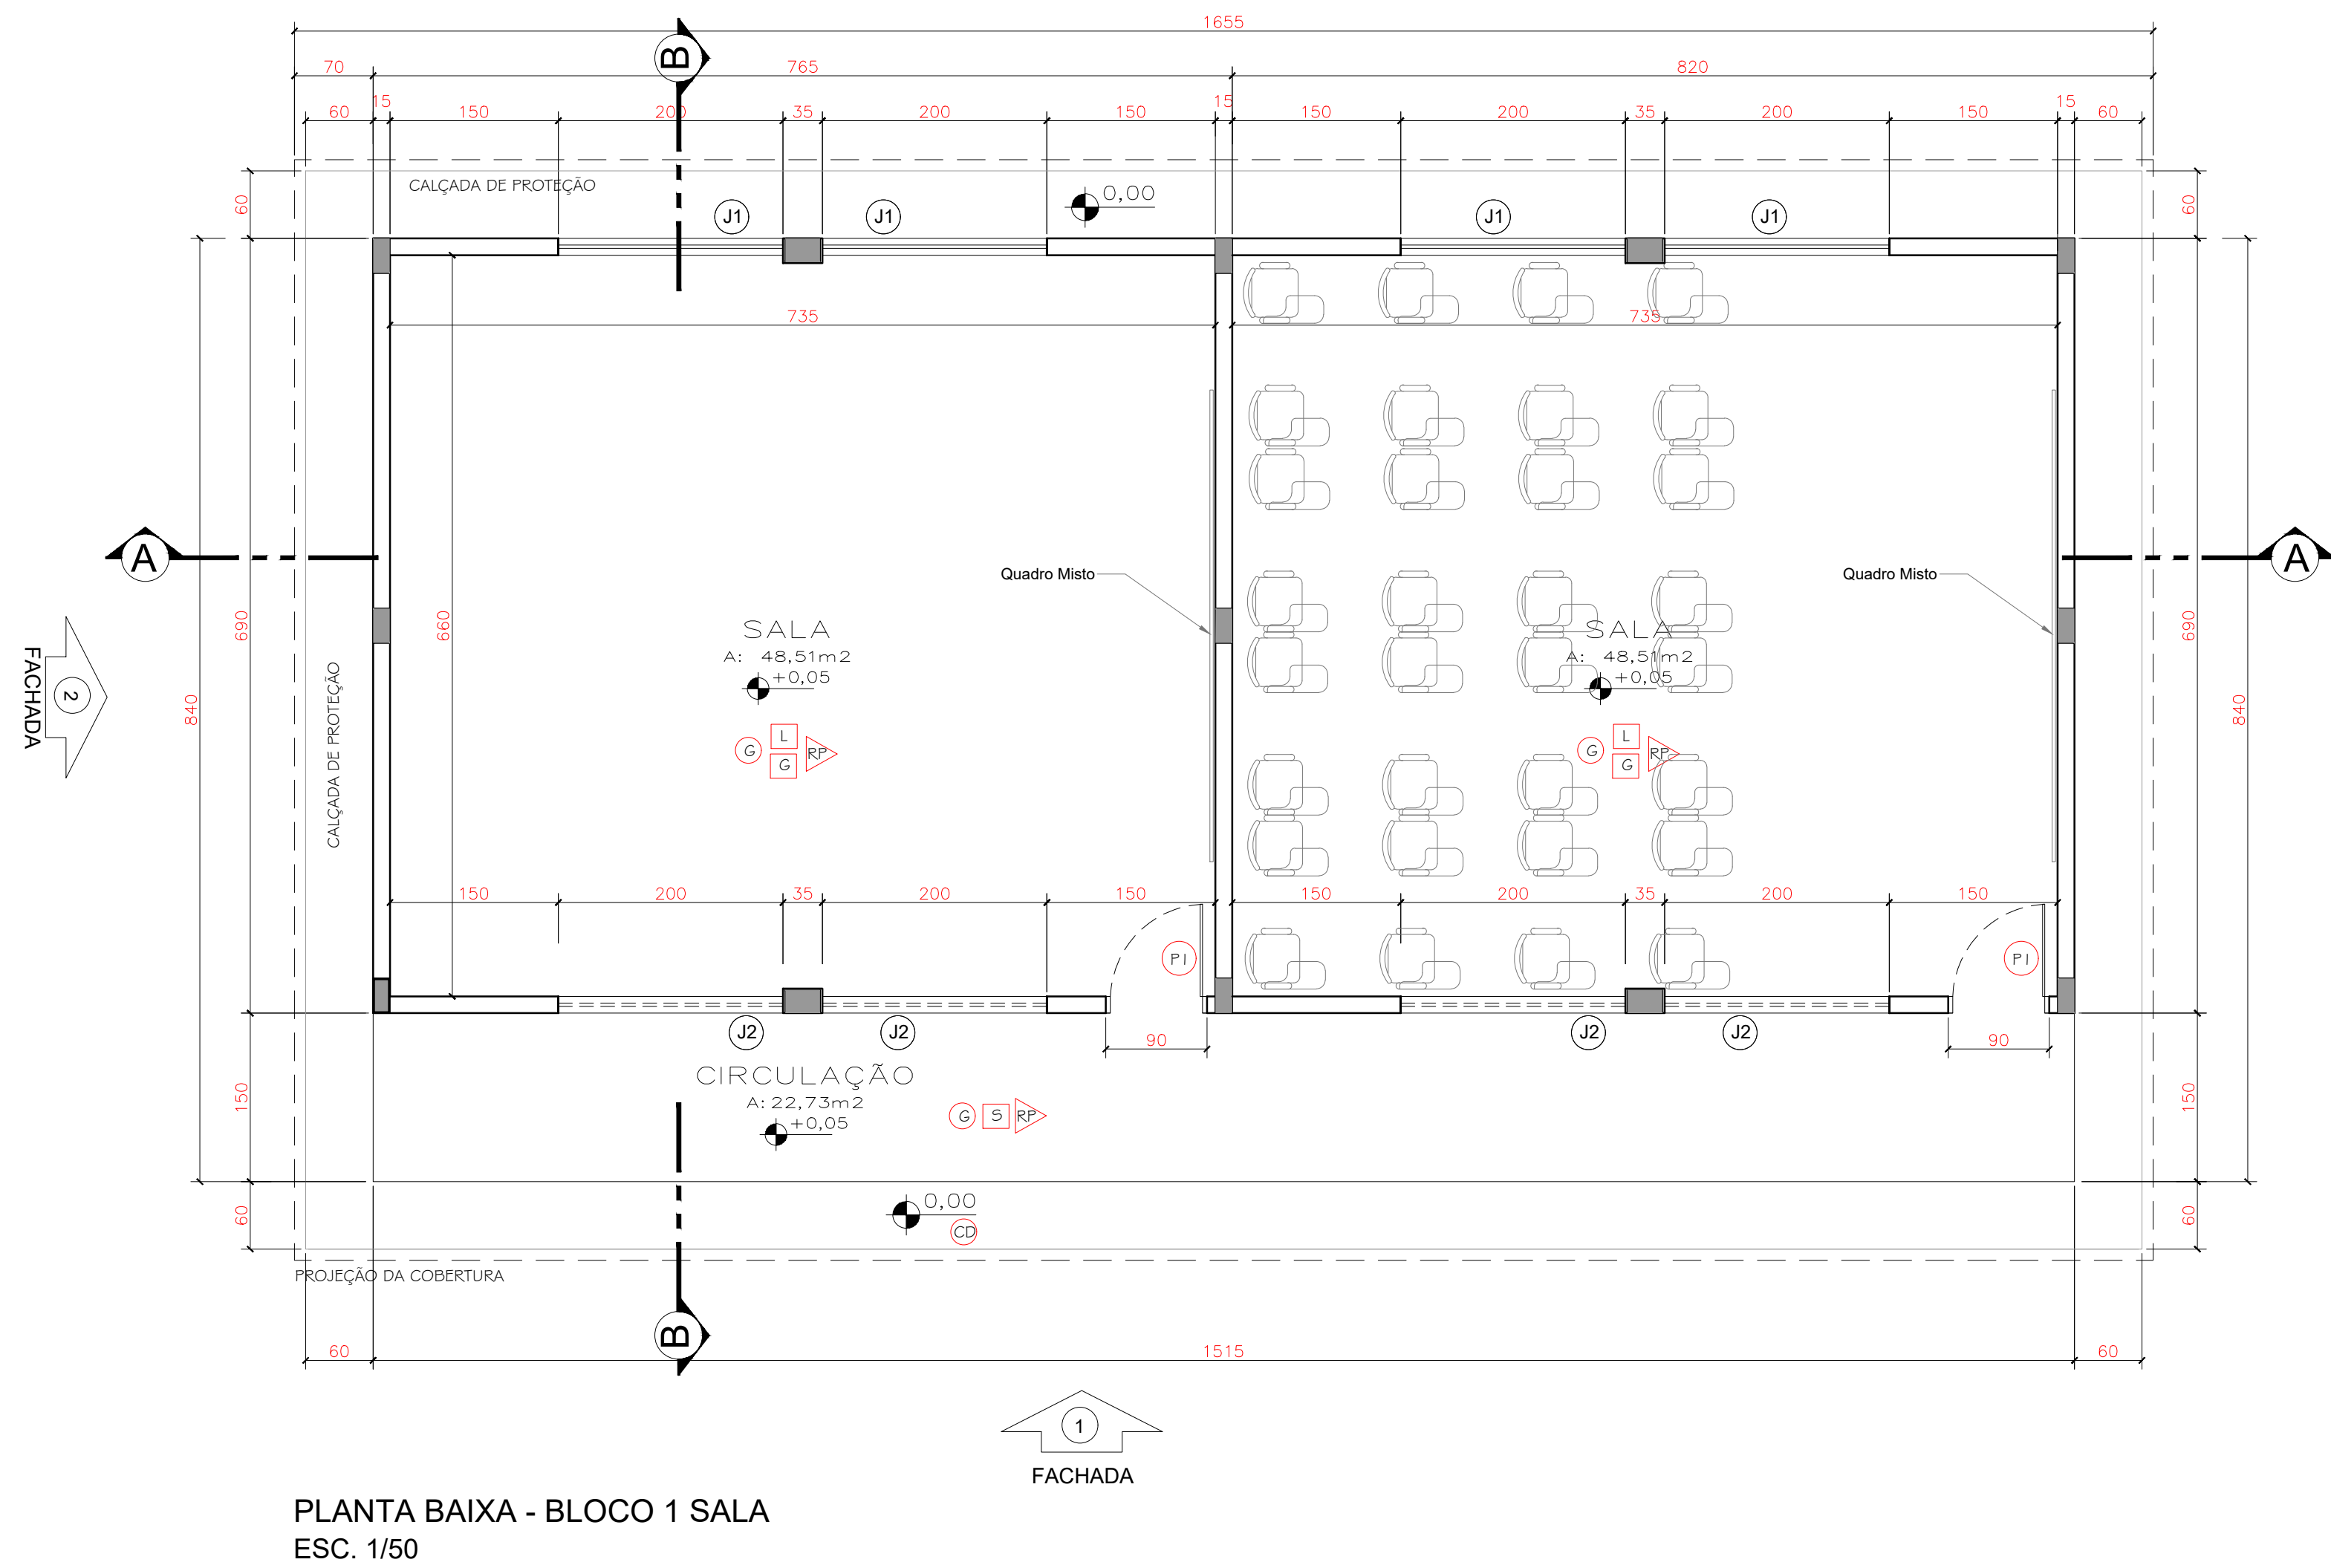 1655
B
70 765 820
60 15 150 200 35 200 150 15 150 200 35 200 150 15 60
CALÇADA DE PROTEÇÃO
0,00
60
60
J1 J1 J1 J1
735 735
A
A
Quadro Misto
Quadro Misto
690
660
690
SALA
A: 48,51m2
+0,05
SALA
A: 48,51m2
+0,05
FACHADA
2
CALÇADA DE PROTEÇÃO
840
840
G L G RP
G L G RP
150 200 35 200 150 150 200 35 200 150
P1
P1
J2 J2 J2 J2
90 90
CIRCULAÇÃO
A: 22,73m2
+0,05
G S RP
150
150
0,00
CD
60
60
PROJEÇÃO DA COBERTURA
B
60 1515 60
1
FACHADA
PLANTA BAIXA - BLOCO 1 SALA
ESC. 1/50